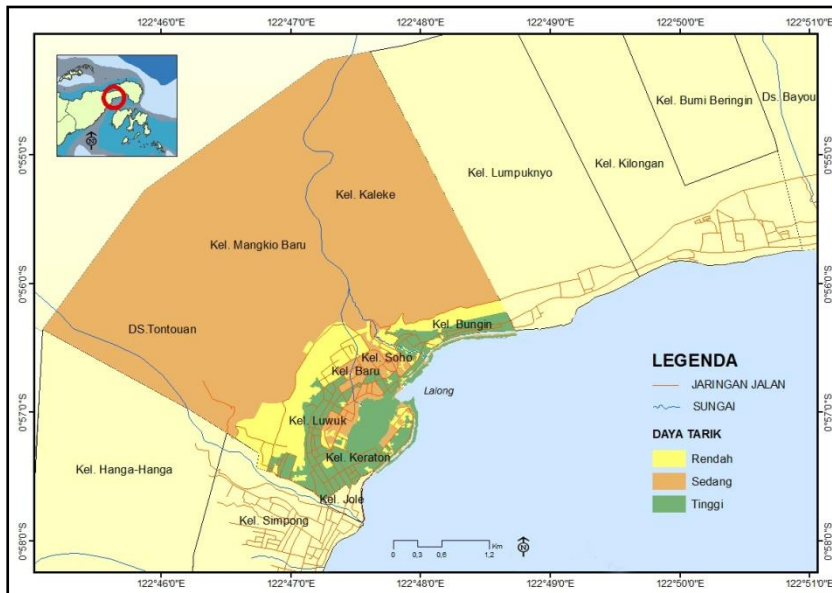 122°46'0"E 122°47'0"E 122°48'0"E 122°49'0"E 122°50'0"E 122°51'0"E
0°55'0"S
0°56'0"S
0°57'0"S
0°58'0"S
N
Kel. Bumi Beringin
Ds. Bayou
Kel. Kilongan
Kel. Lumpuknyo
Kel. Kaleke
Kel. Mangkio Baru
DS.Tontouan
Kel. Bungin
Kel. Soho
Kel. Baru
Lalong
Kel. Luwuk
Kel. Keraton
Kel. Hanga-Hanga
Kel. Jole
Kel. Simpong
LEGENDA
JARINGAN JALAN
SUNGAI
DAYA TARIK
Rendah
Sedang
Tinggi
Km
0 0,3 0,6 1,2
N
0°55'0"S
0°56'0"S
0°57'0"S
0°58'0"S
122°46'0"E 122°47'0"E 122°48'0"E 122°49'0"E 122°50'0"E 122°51'0"E